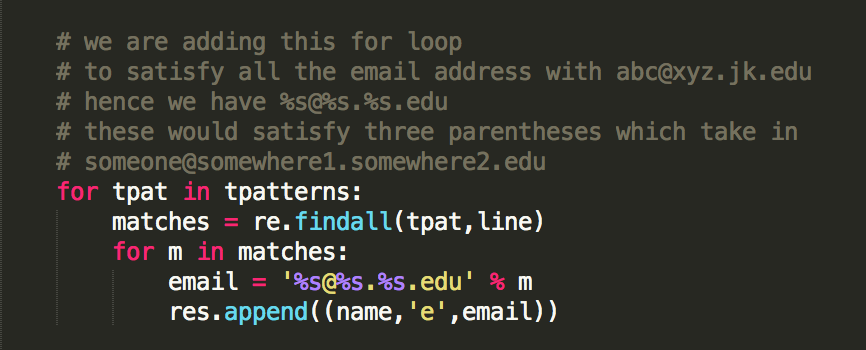 # we are adding this for loop
# to satisfy all the email address with abc@xyz.jk.edu
# hence we have %s@%s.%s.edu
# these would satisfy three parentheses which take in
# someone@somewhere1.somewhere2.edu
for tpat in tpatterns:
    matches = re.findall(tpat,line)
    for m in matches:
        email = '%s@%s.%s.edu' % m
        res.append((name,'e',email))